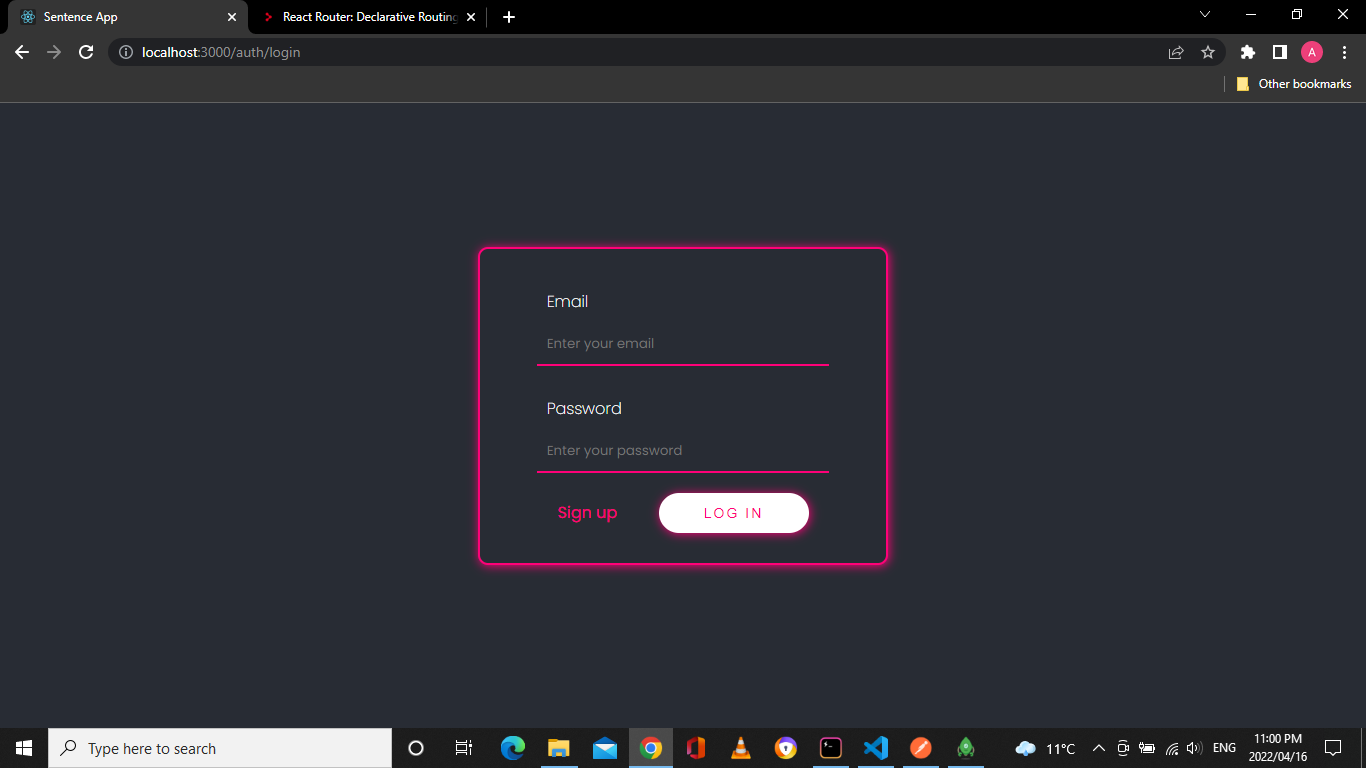 Sentence App
React Router: Declarative Routing
localhost:3000/auth/login
A
Other bookmarks
Email
Enter your email
Password
Enter your password
Sign up
LOG IN
Type here to search
11°C
ENG
11:00 PM
2022/04/16